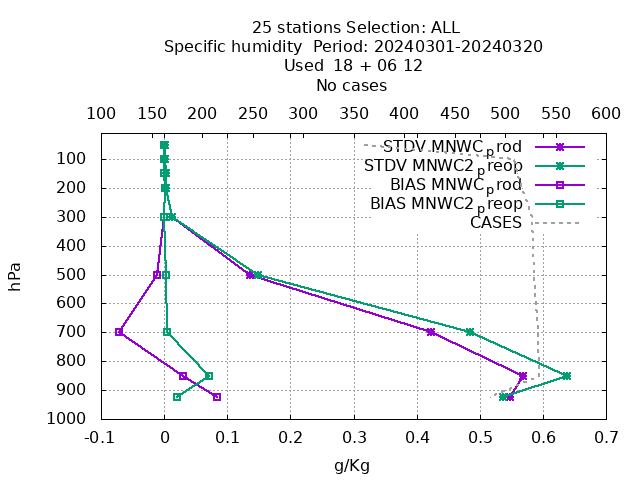 25 stations Selection: ALL
Specific humidity  Period: 20240301-20240320
Used  18 + 06 12
No cases
100 150 200 250 300 350 400 450 500 550 600
STDV MNWC_prod
STDV MNWC2_preop
BIAS MNWC_prod
BIAS MNWC2_preop
CASES
hPa
100
200
300
400
500
600
700
800
900
1000
-0.1 0 0.1 0.2 0.3 0.4 0.5 0.6 0.7
g/Kg